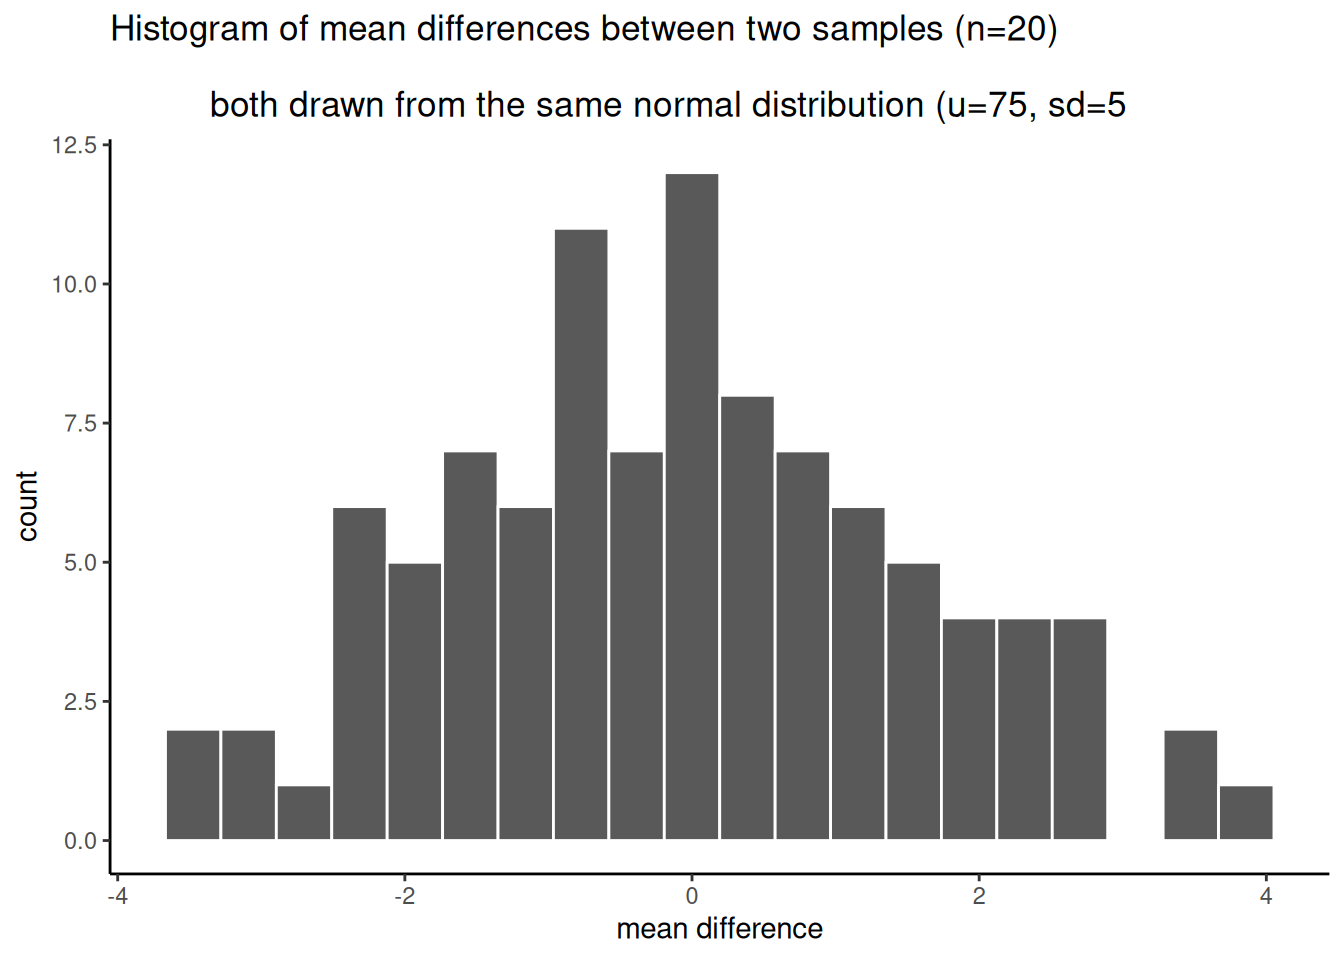 Histogram of mean differences between two samples (n=20)
both drawn from the same normal distribution (u=75, sd=5
12.5
10.0
7.5
5.0
2.5
0.0
count
-4
-2
0
2
4
mean difference